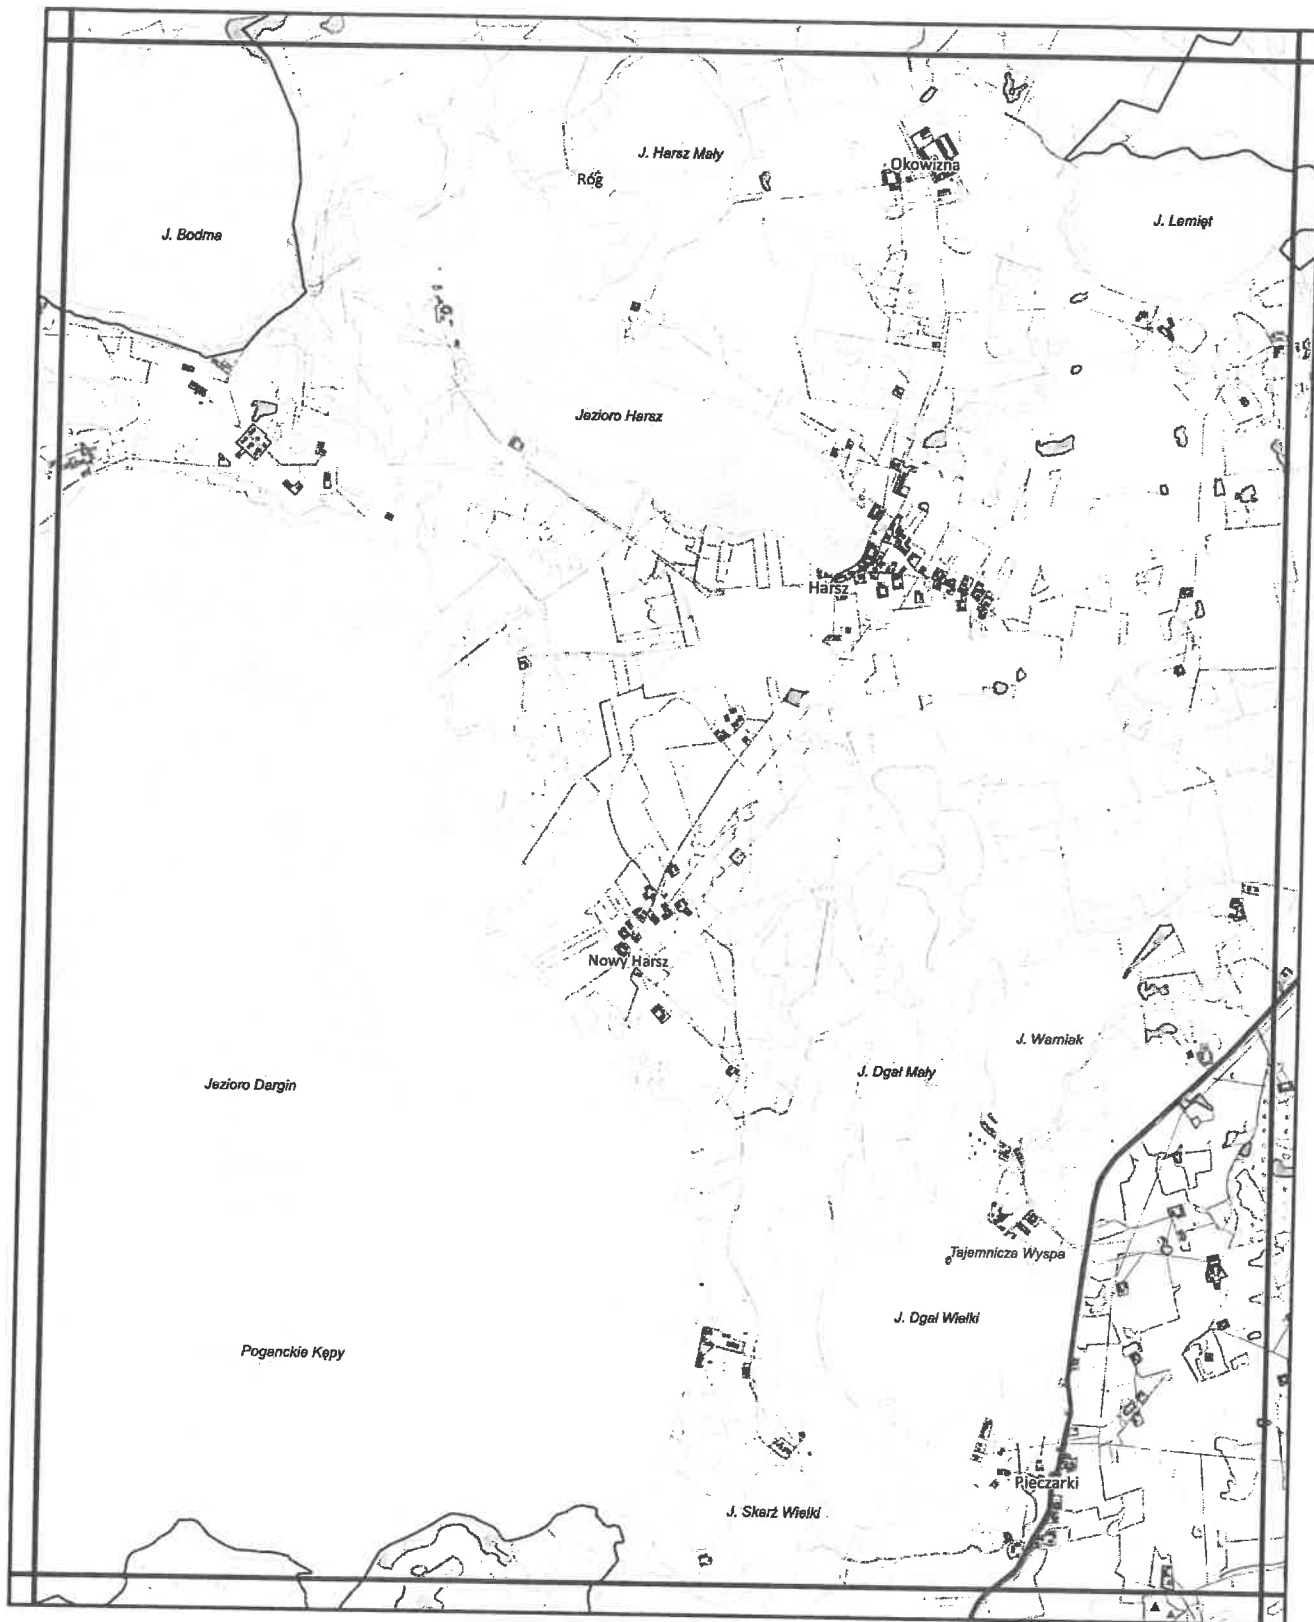 J. Harsz Mały
Okowizna
Róg
J. Lemięt
J. Bodma
Jezioro Harsz
Harsz
Nowy Harsz
J. Warniak
J. Dgał Mały
Jezioro Dargin
Tajemnicza Wyspa
J. Dgał Wielki
Poganckie Kępy
Pieczarki
J. Skarż Wielki